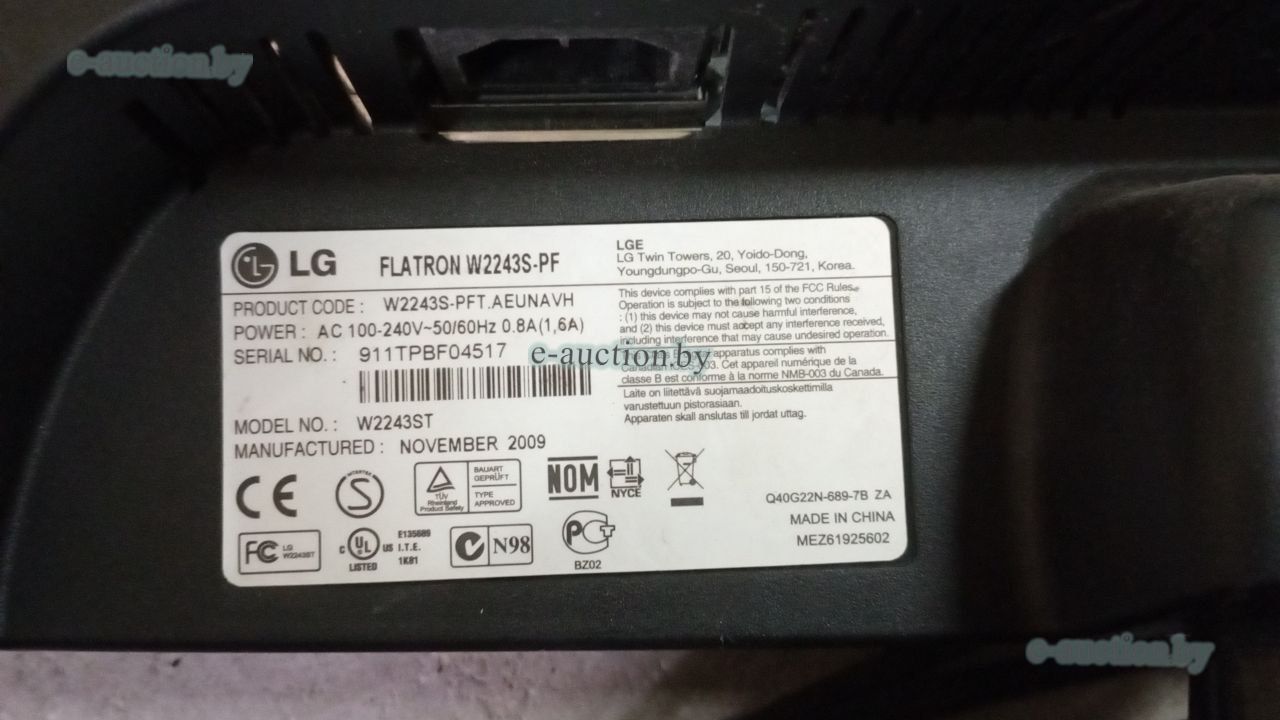 e-auction.by
LG
FLATRON W2243S-PF
LGE
LG Twin Towers, 20, Yoido-Dong,
Youngdungpo-Gu, Seoul, 150-721, Korea.
PRODUCT CODE : W2243S-PFT.AEUNAVH
POWER : AC 100-240V~50/60Hz 0.8A(1,6A)
SERIAL NO. : 911TPBF04517
MODEL NO. : W2243ST
MANUFACTURED : NOVEMBER 2009
This device complies with part 15 of the FCC Rules.
Operation is subject to the following two conditions
: (1) this device may not cause harmful interference,
and (2) this device must accept any interference received,
including interference that may cause undesired operation.
apparatus complies with
Canadian 003. Cet appareil numérique de la
classe B est conforme à la norme NMB-003 du Canada.
Laite on liitettävä suojamaadoituskoskettimilla
varustettuun pistorasiaan.
Apparaten skall anslutas till jordat uttag.
e-auction.by
CE
INTERTEK
S
TÜV
Rheinland
Product Safety
BAUART
GEPRÜFT
TYPE
APPROVED
NOM
NYCE
Q40G22N-689-7B ZA
MADE IN CHINA
MEZ61925602
FC
LG
W2243ST
C UL US
LISTED
E135689
I.T.E.
1K81
N98
PCT
BZ02
e-auction.by